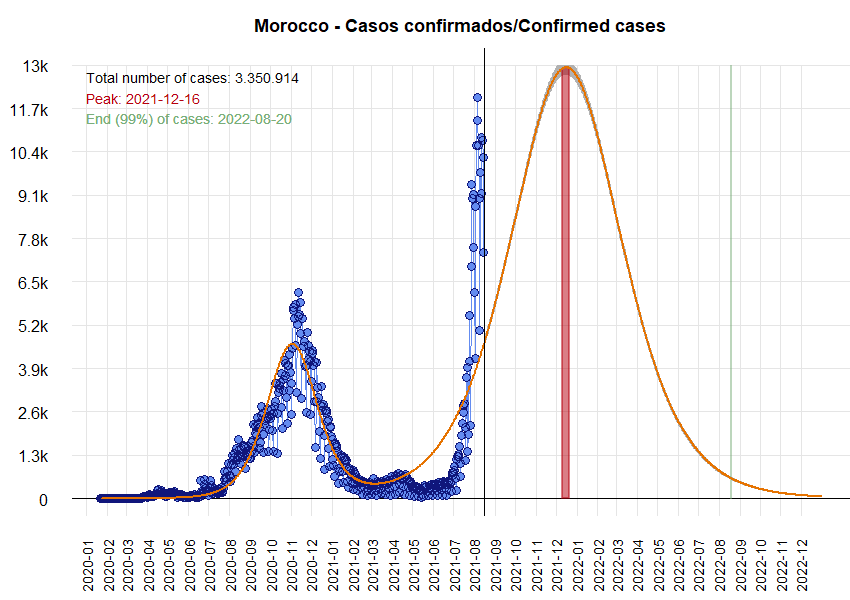 Morocco - Casos confirmados/Confirmed cases
13k
11.7k
10.4k
9.1k
7.8k
6.5k
5.2k
3.9k
2.6k
1.3k
0
Total number of cases: 3.350.914
Peak: 2021-12-16
End (99%) of cases: 2022-08-20
2020-01
2020-02
2020-03
2020-04
2020-05
2020-06
2020-07
2020-08
2020-09
2020-10
2020-11
2020-12
2021-01
2021-02
2021-03
2021-04
2021-05
2021-06
2021-07
2021-08
2021-09
2021-10
2021-11
2021-12
2022-01
2022-02
2022-03
2022-04
2022-05
2022-06
2022-07
2022-08
2022-09
2022-10
2022-11
2022-12